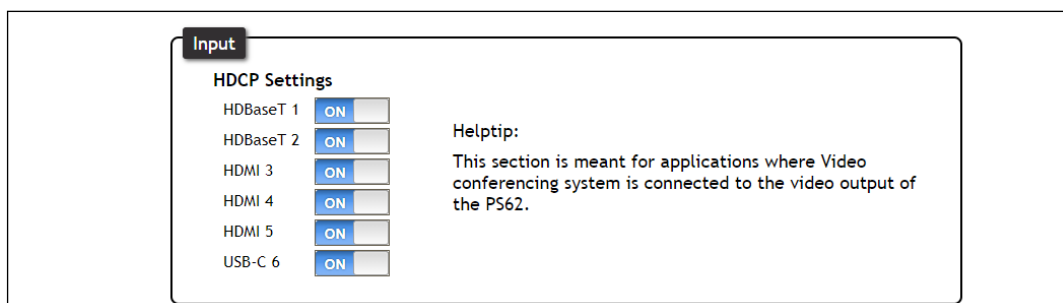 Input
HDCP Settings
HDBaseT 1 ON
HDBaseT 2 ON
HDMI 3 ON
HDMI 4 ON
HDMI 5 ON
USB-C 6 ON
Helptip:
This section is meant for applications where Video
conferencing system is connected to the video output of
the PS62.